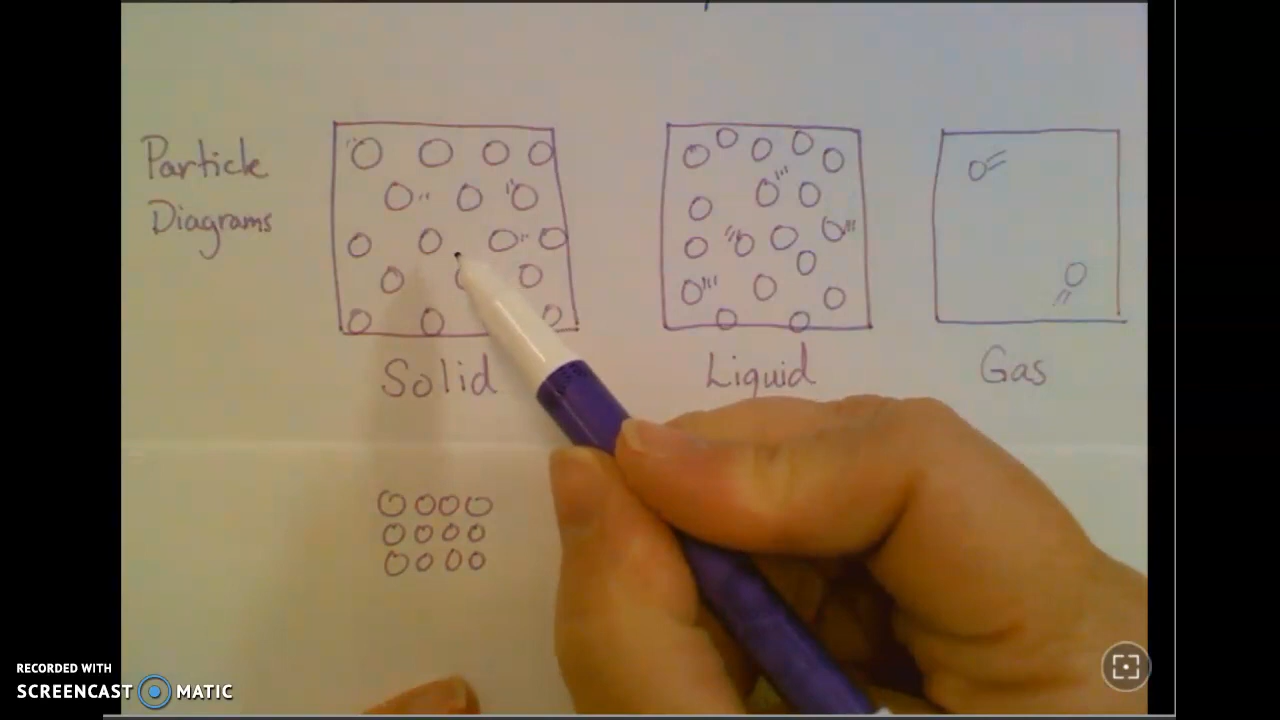 Particle
Diagrams
Solid
Liquid
Gas
RECORDED WITH
SCREENCAST MATIC